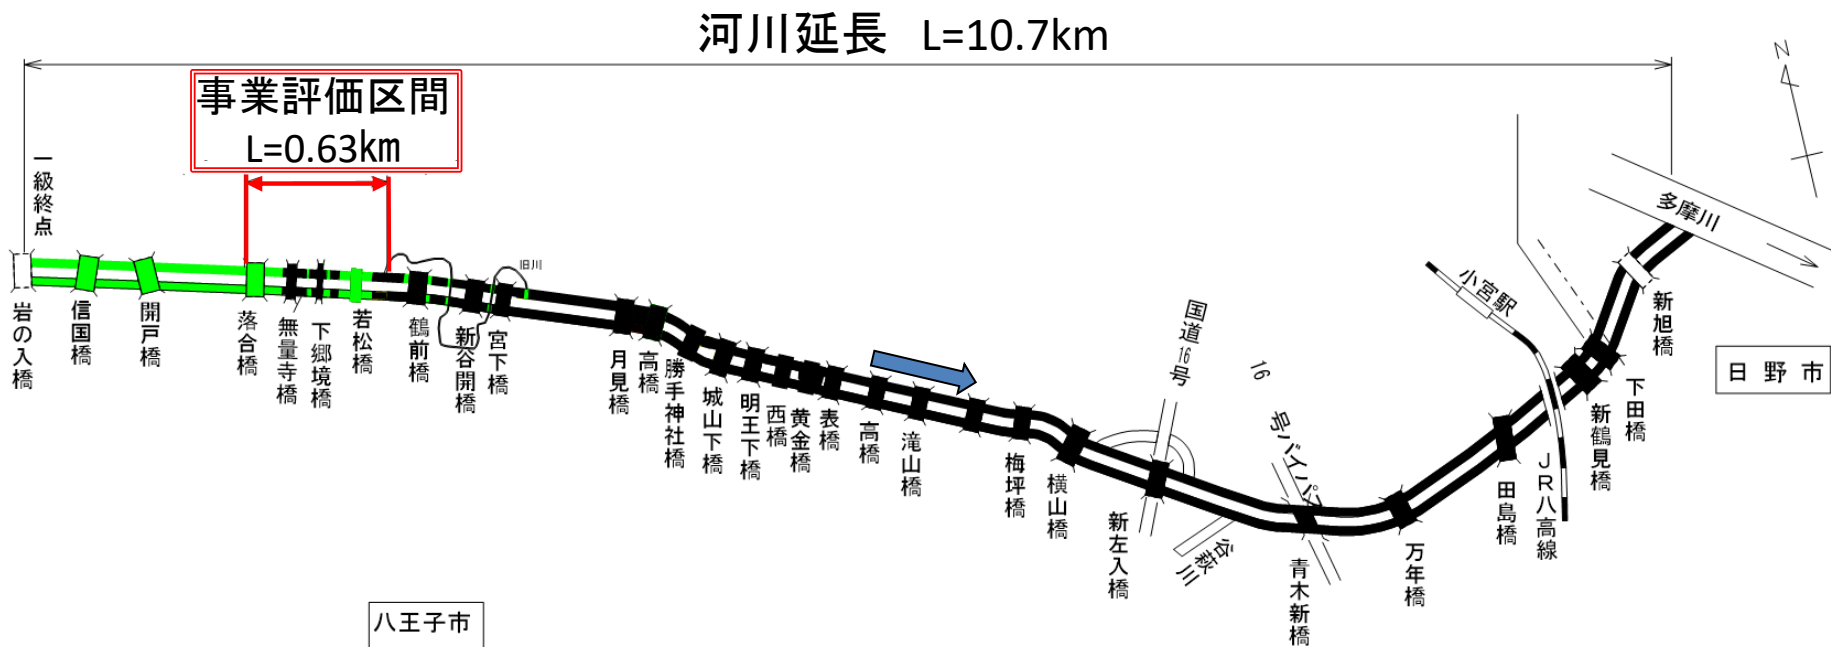 河川延長 L=10.7km
事業評価区間
L=0.63km
一級終点
N
多摩川
旧川
小宮駅
国道16号
16号バイパス
JR八高線
谷萩川
日野市
八王子市
岩の入橋
信国橋
開戸橋
落合橋
無量寺橋
下郷境橋
若松橋
鶴前橋
新谷開橋
宮下橋
月見橋
高橋
勝手神社橋
城山下橋
明王下橋
西橋
黄金橋
表橋
高橋
滝山橋
梅坪橋
横山橋
新左入橋
青木新橋
万年橋
田島橋
新鶴見橋
下田橋
新旭橋